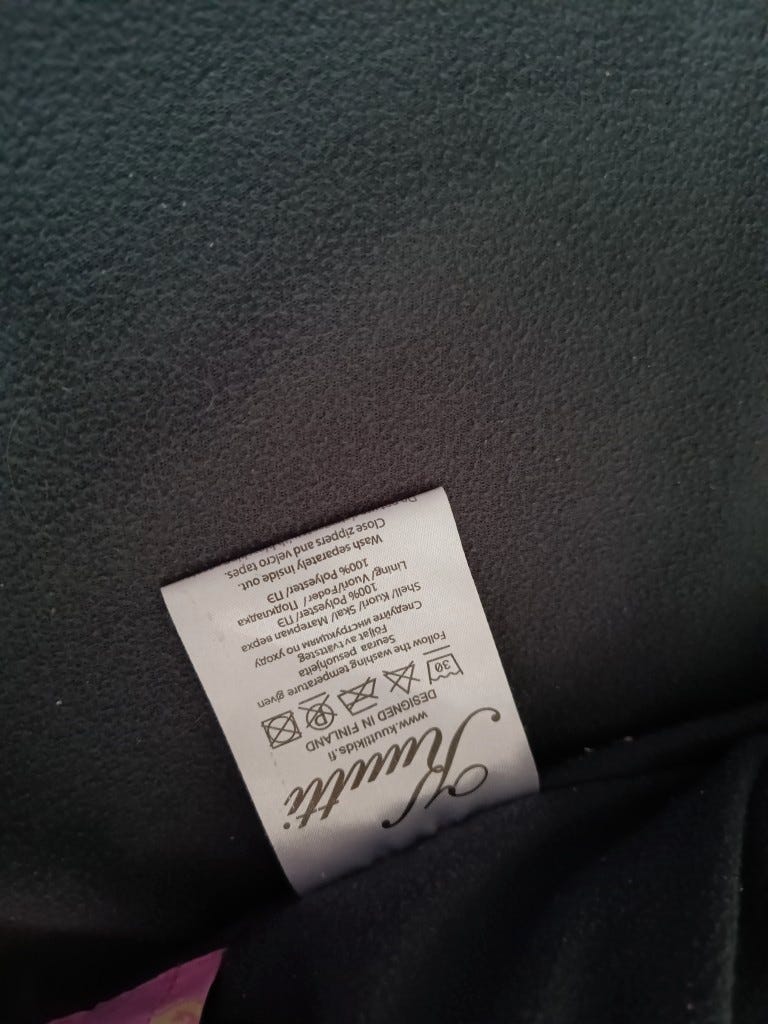 Kuutti
www.kuuttikids.fi
DESIGNED IN FINLAND
30
Follow the washing temperature given
Seuraa pesuohjeita
Följ at tvättsteg
Следуйте инструкциям по уходу
Shell/ Kuori/ Skal/ Материал верха
100% Polyester/ ПЭ
Lining/ Vuori/Foder/ Подкладка
100% Polyester/ ПЭ
Wash separately inside out.
Close zippers and velcro tapes.